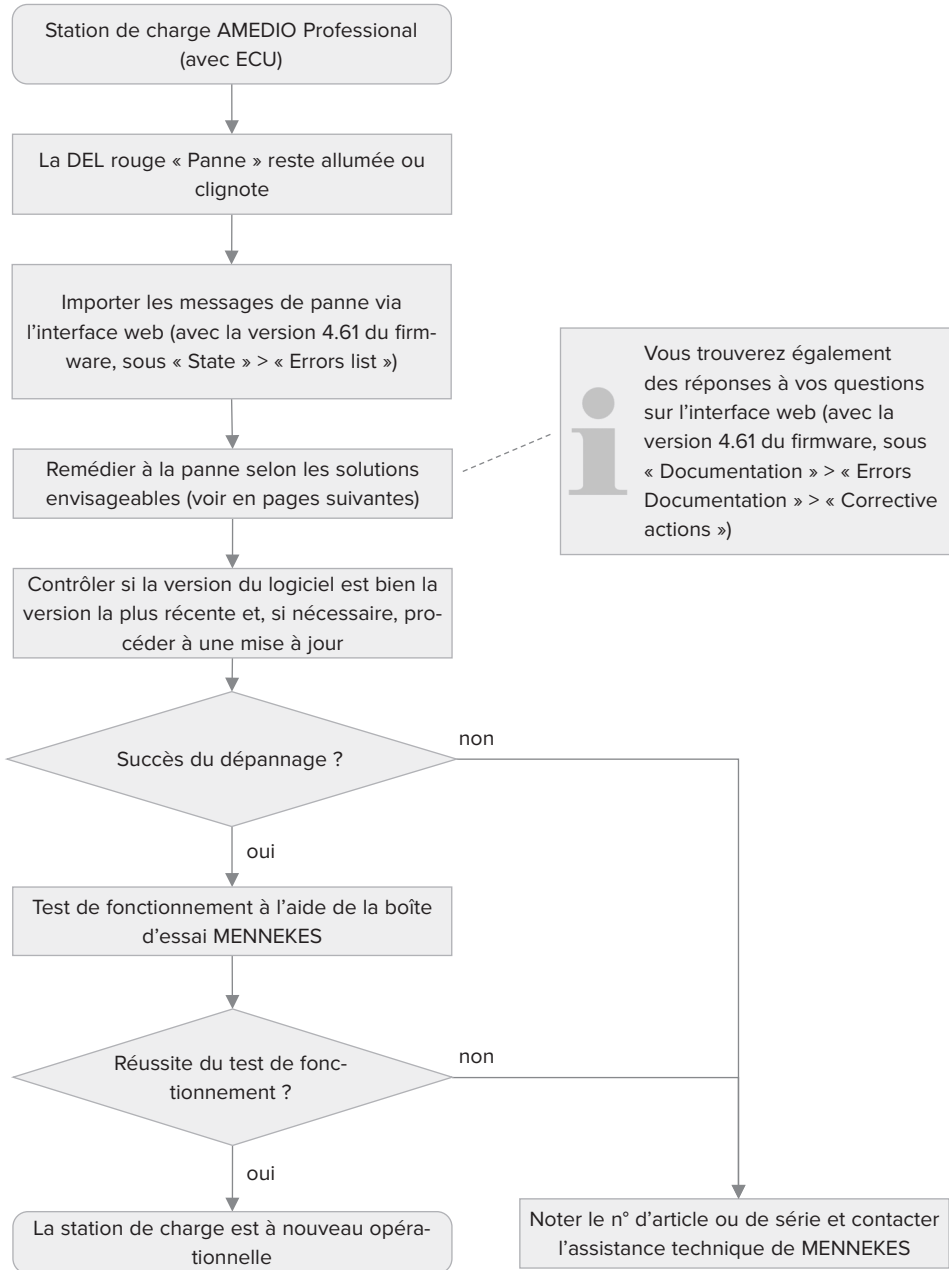 Station de charge AMEDIO Professional
(avec ECU)
La DEL rouge « Panne » reste allumée ou
clignote
Importer les messages de panne via
l'interface web (avec la version 4.61 du firm-
ware, sous « State » > « Errors list »)
Vous trouverez également
des réponses à vos questions
sur l'interface web (avec la
version 4.61 du firmware, sous
« Documentation » > « Errors
Documentation » > « Corrective
actions »)
Remédier à la panne selon les solutions
envisageables (voir en pages suivantes)
Contrôler si la version du logiciel est bien la
version la plus récente et, si nécessaire, pro-
céder à une mise à jour
Succès du dépannage ?
non
oui
Test de fonctionnement à l'aide de la boîte
d'essai MENNEKES
Réussite du test de fonc-
tionnement ?
non
oui
La station de charge est à nouveau opéra-
tionnelle
Noter le n° d'article ou de série et contacter
l'assistance technique de MENNEKES